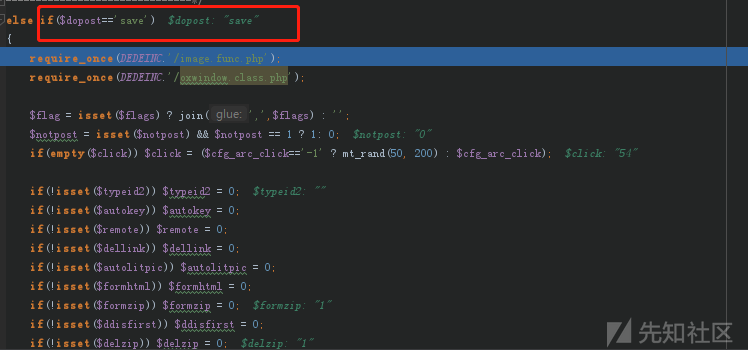 else if($dopost=='save') $dopost: "save"
{
require_once(DEDEINC.'/image.func.php');
require_once(DEDEINC.'/oxwindow.class.php');
$flag = isset($flags) ? join( glue: ',',$flags) : '';
$notpost = isset($notpost) && $notpost == 1 ? 1: 0; $notpost: "0"
if(empty($click)) $click = ($cfg_arc_click=='-1' ? mt_rand(50, 200) : $cfg_arc_click); $click: "54"
if(!isset($typeid2)) $typeid2 = 0; $typeid2: ""
if(!isset($autokey)) $autokey = 0;
if(!isset($remote)) $remote = 0;
if(!isset($dellink)) $dellink = 0;
if(!isset($autolitpic)) $autolitpic = 0;
if(!isset($formhtml)) $formhtml = 0;
if(!isset($formzip)) $formzip = 0; $formzip: "1"
if(!isset($ddisfirst)) $ddisfirst = 0;
if(!isset($delzip)) $delzip = 0; $delzip: "1"
先知社区